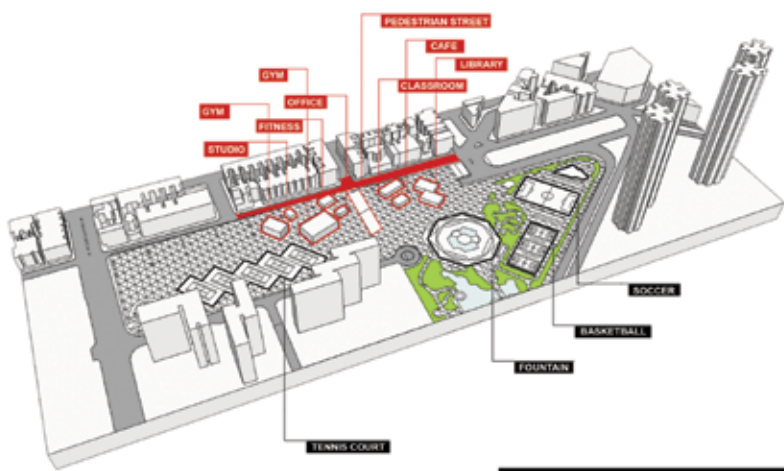 PEDESTRIAN STREET
CAFE
LIBRARY
GYM
CLASSROOM
OFFICE
GYM
FITNESS
STUDIO
SOCCER
BASKETBALL
FOUNTAIN
TENNIS COURT